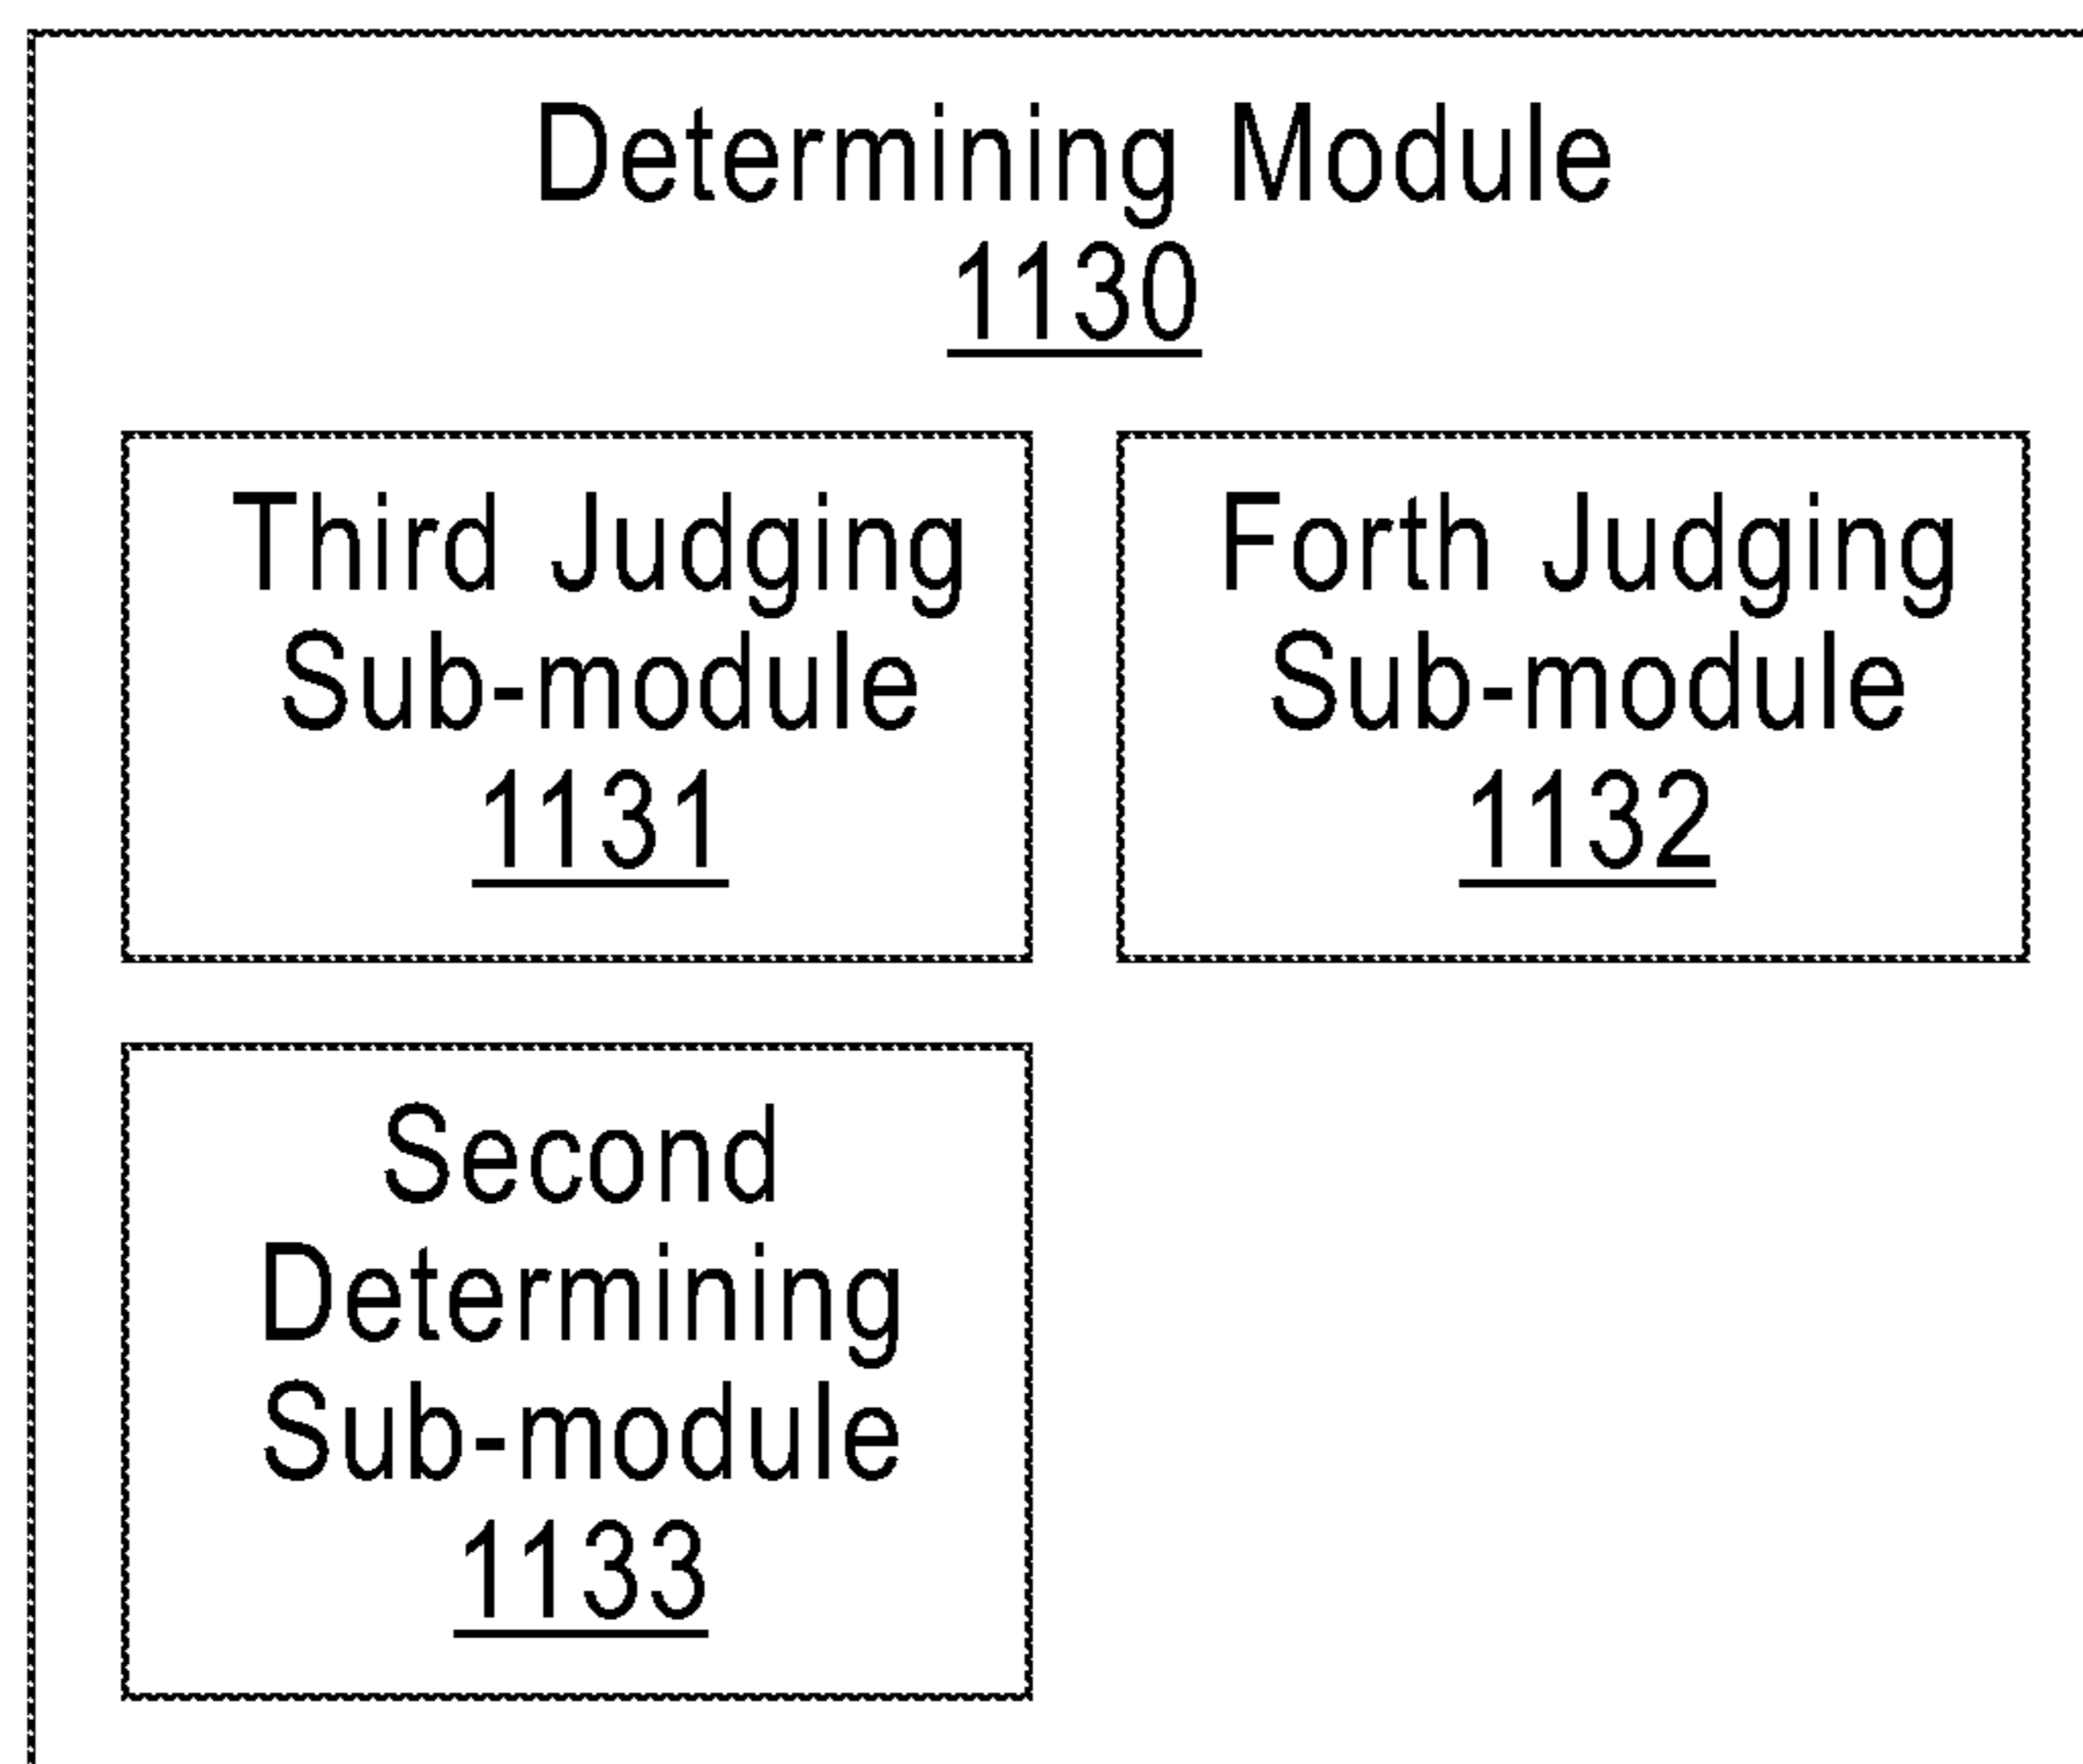 Determining Module
1130
Third Judging
Sub-module
1131
Forth Judging
Sub-module
1132
Second
Determining
Sub-module
1133